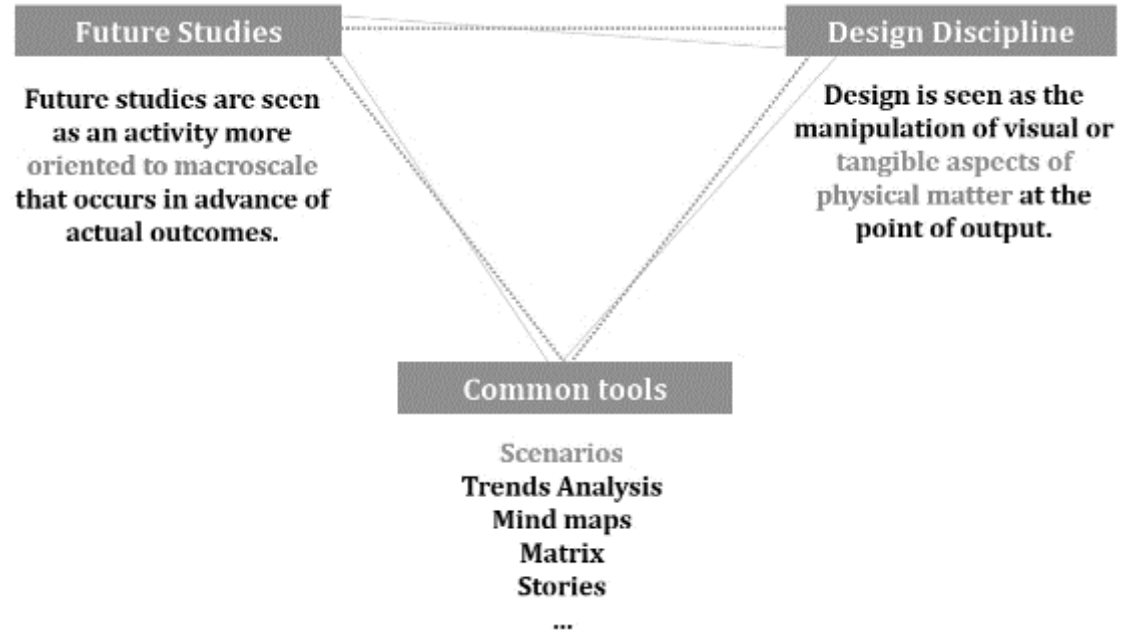 Future Studies
Future studies are seen
as an activity more
oriented to macroscale
that occurs in advance of
actual outcomes.
Design Discipline
Design is seen as the
manipulation of visual or
tangible aspects of
physical matter at the
point of output.
Common tools
Scenarios
Trends Analysis
Mind maps
Matrix
Stories
...